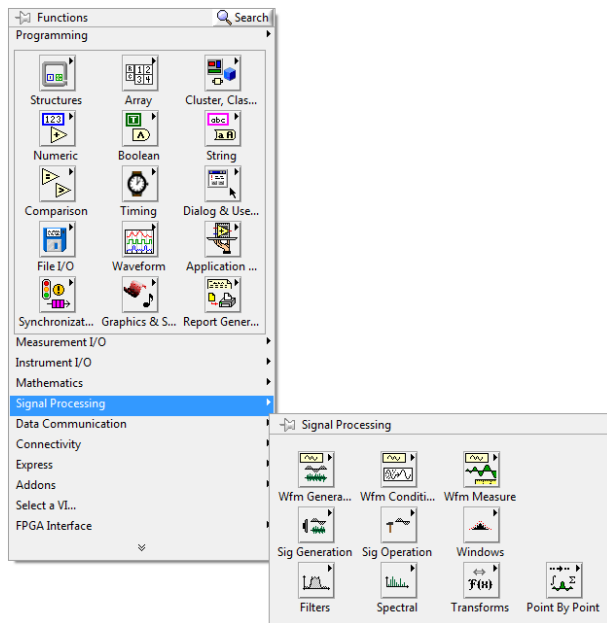 Functions Search
Programming
Structures Array Cluster, Clas...
Numeric Boolean String
Comparison Timing Dialog & Use...
File I/O Waveform Application ...
Synchronizat... Graphics & S... Report Gener...
Measurement I/O
Instrument I/O
Mathematics
Signal Processing
Data Communication
Connectivity
Express
Addons
Select a VI...
FPGA Interface
Signal Processing
Wfm Genera... Wfm Conditi... Wfm Measure
Sig Generation Sig Operation Windows
Filters Spectral Transforms Point By Point